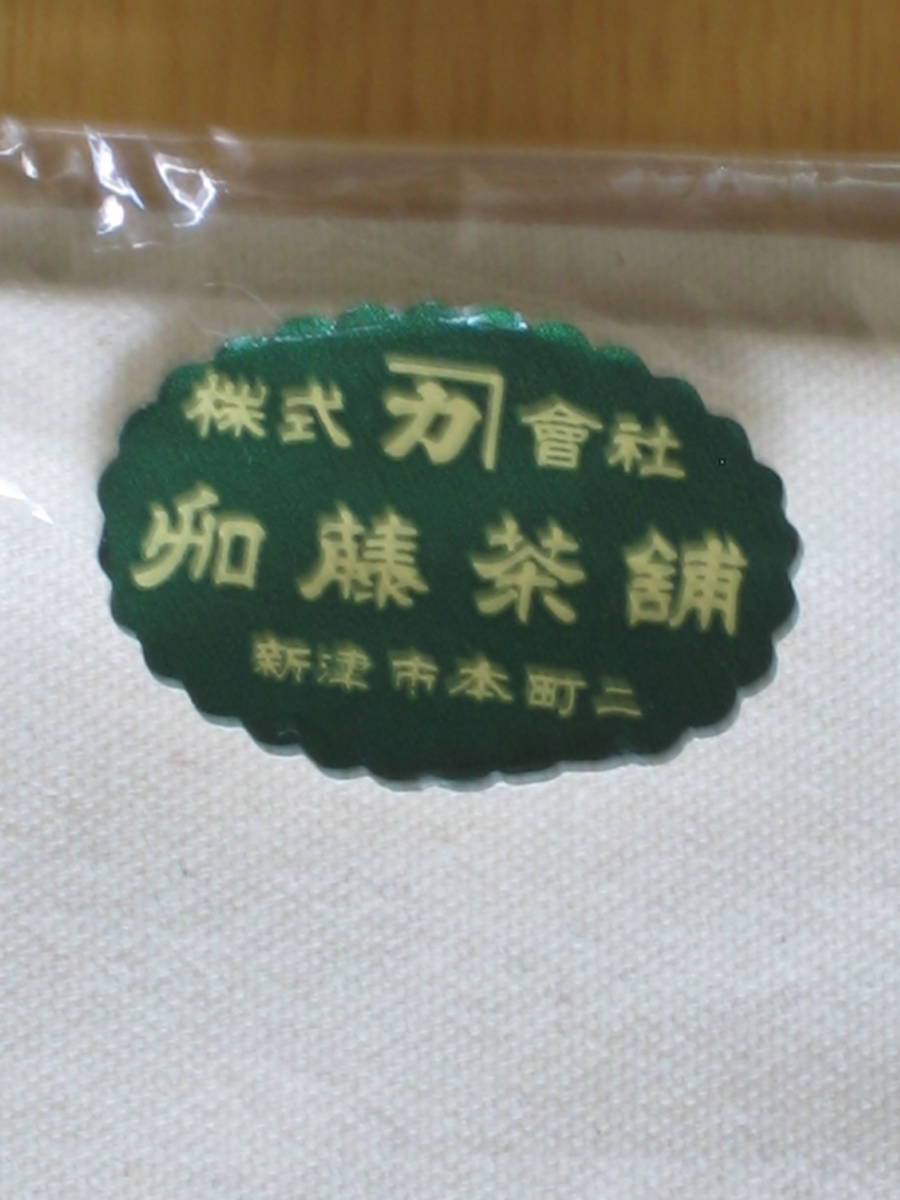 株式 カ 會社
加藤茶舗
新津市本町二